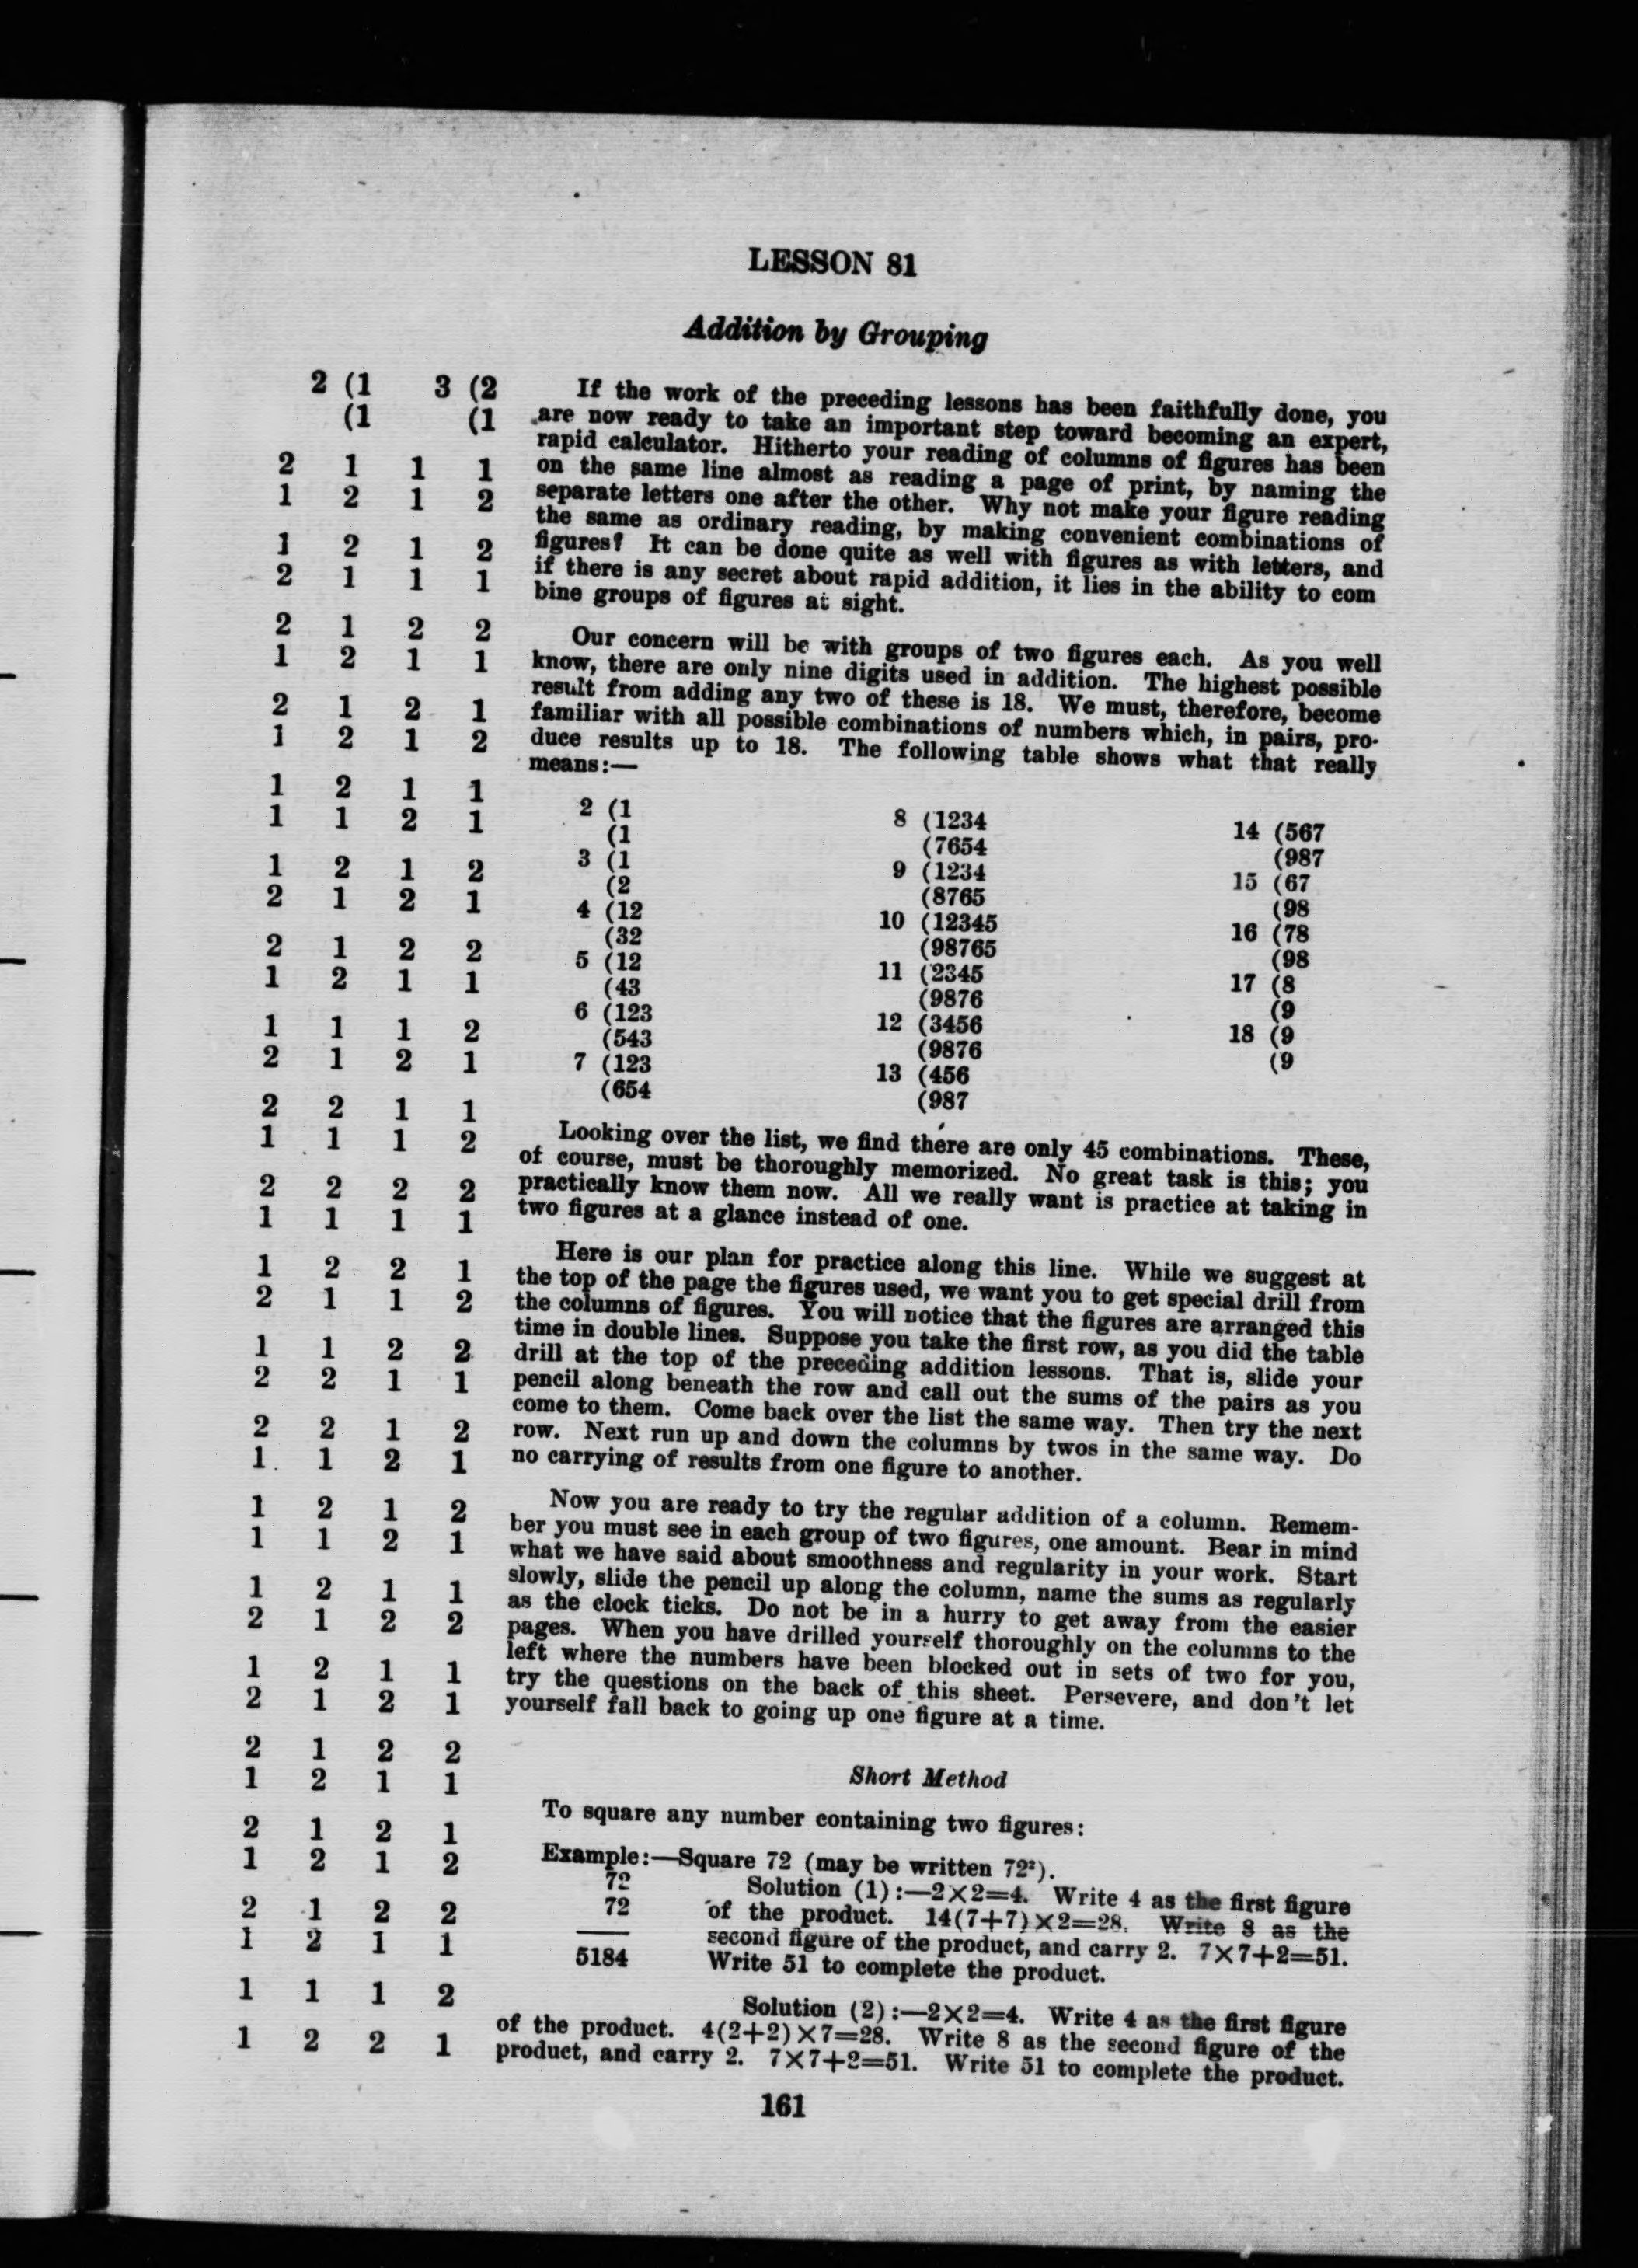 LESSON 81
Addition by Grouping
2 (1 3 (2
(1 (1
2 1 1 1
1 2 1 2
1 2 1 2
2 1 1 1
2 1 2 2
1 2 1 1
2 1 2 1
1 2 1 2
1 2 1 1
1 1 2 1
1 2 1 2
2 1 2 1
2 1 2 2
1 2 1 1
1 1 1 2
2 1 2 1
2 2 1 1
1 1 1 2
2 2 2 2
1 1 1 1
1 2 2 1
2 1 1 2
1 1 2 2
2 2 1 1
2 2 1 2
1 1 2 1
1 2 1 2
1 1 2 1
1 2 1 1
2 1 2 2
1 2 1 1
2 1 2 1
2 1 2 2
1 2 1 1
2 1 2 1
1 2 1 2
2 1 2 2
1 2 1 1
1 1 1 2
1 2 2 1
If the work of the preceding lessons has been faithfully done, you
are now ready to take an important step toward becoming an expert,
rapid calculator. Hitherto your reading of columns of figures has been
on the same line almost as reading a page of print, by naming the
separate letters one after the other. Why not make your figure reading
the same as ordinary reading, by making convenient combinations of
figures? It can be done quite as well with figures as with letters, and
if there is any secret about rapid addition, it lies in the ability to com
bine groups of figures at sight.
Our concern will be with groups of two figures each. As you well
know, there are only nine digits used in addition. The highest possible
result from adding any two of these is 18. We must, therefore, become
familiar with all possible combinations of numbers which, in pairs, pro-
duce results up to 18. The following table shows what that really
means:—
2 (1
(1
3 (1
(2
4 (12
(32
5 (12
(43
6 (123
(543
7 (123
(654
8 (1234
(7654
9 (1234
(8765
10 (12345
(98765
11 (2345
(9876
12 (3456
(9876
13 (456
(987
14 (567
(987
15 (67
(98
16 (78
(98
17 (8
(9
18 (9
(9
Looking over the list, we find there are only 45 combinations. These,
of course, must be thoroughly memorized. No great task is this; you
practically know them now. All we really want is practice at taking in
two figures at a glance instead of one.
Here is our plan for practice along this line. While we suggest at
the top of the page the figures used, we want you to get special drill from
the columns of figures. You will notice that the figures are arranged this
time in double lines. Suppose you take the first row, as you did the table
drill at the top of the preceding addition lessons. That is, slide your
pencil along beneath the row and call out the sums of the pairs as you
come to them. Come back over the list the same way. Then try the next
row. Next run up and down the columns by twos in the same way. Do
no carrying of results from one figure to another.
Now you are ready to try the regular addition of a column. Remem-
ber you must see in each group of two figures, one amount. Bear in mind
what we have said about smoothness and regularity in your work. Start
slowly, slide the pencil up along the column, name the sums as regularly
as the clock ticks. Do not be in a hurry to get away from the easier
pages. When you have drilled yourself thoroughly on the columns to the
left where the numbers have been blocked out in sets of two for you,
try the questions on the back of this sheet. Persevere, and don't let
yourself fall back to going up one figure at a time.
Short Method
To square any number containing two figures:
Example:—Square 72 (may be written 72²).
72
72
5184
Solution (1):—2×2=4. Write 4 as the first figure
of the product. 14(7+7)×2=28. Write 8 as the
second figure of the product, and carry 2. 7×7+2=51.
Write 51 to complete the product.
Solution (2):—2×2=4. Write 4 as the first figure
of the product. 4(2+2)×7=28. Write 8 as the second figure of the
product, and carry 2. 7×7+2=51. Write 51 to complete the product.
161